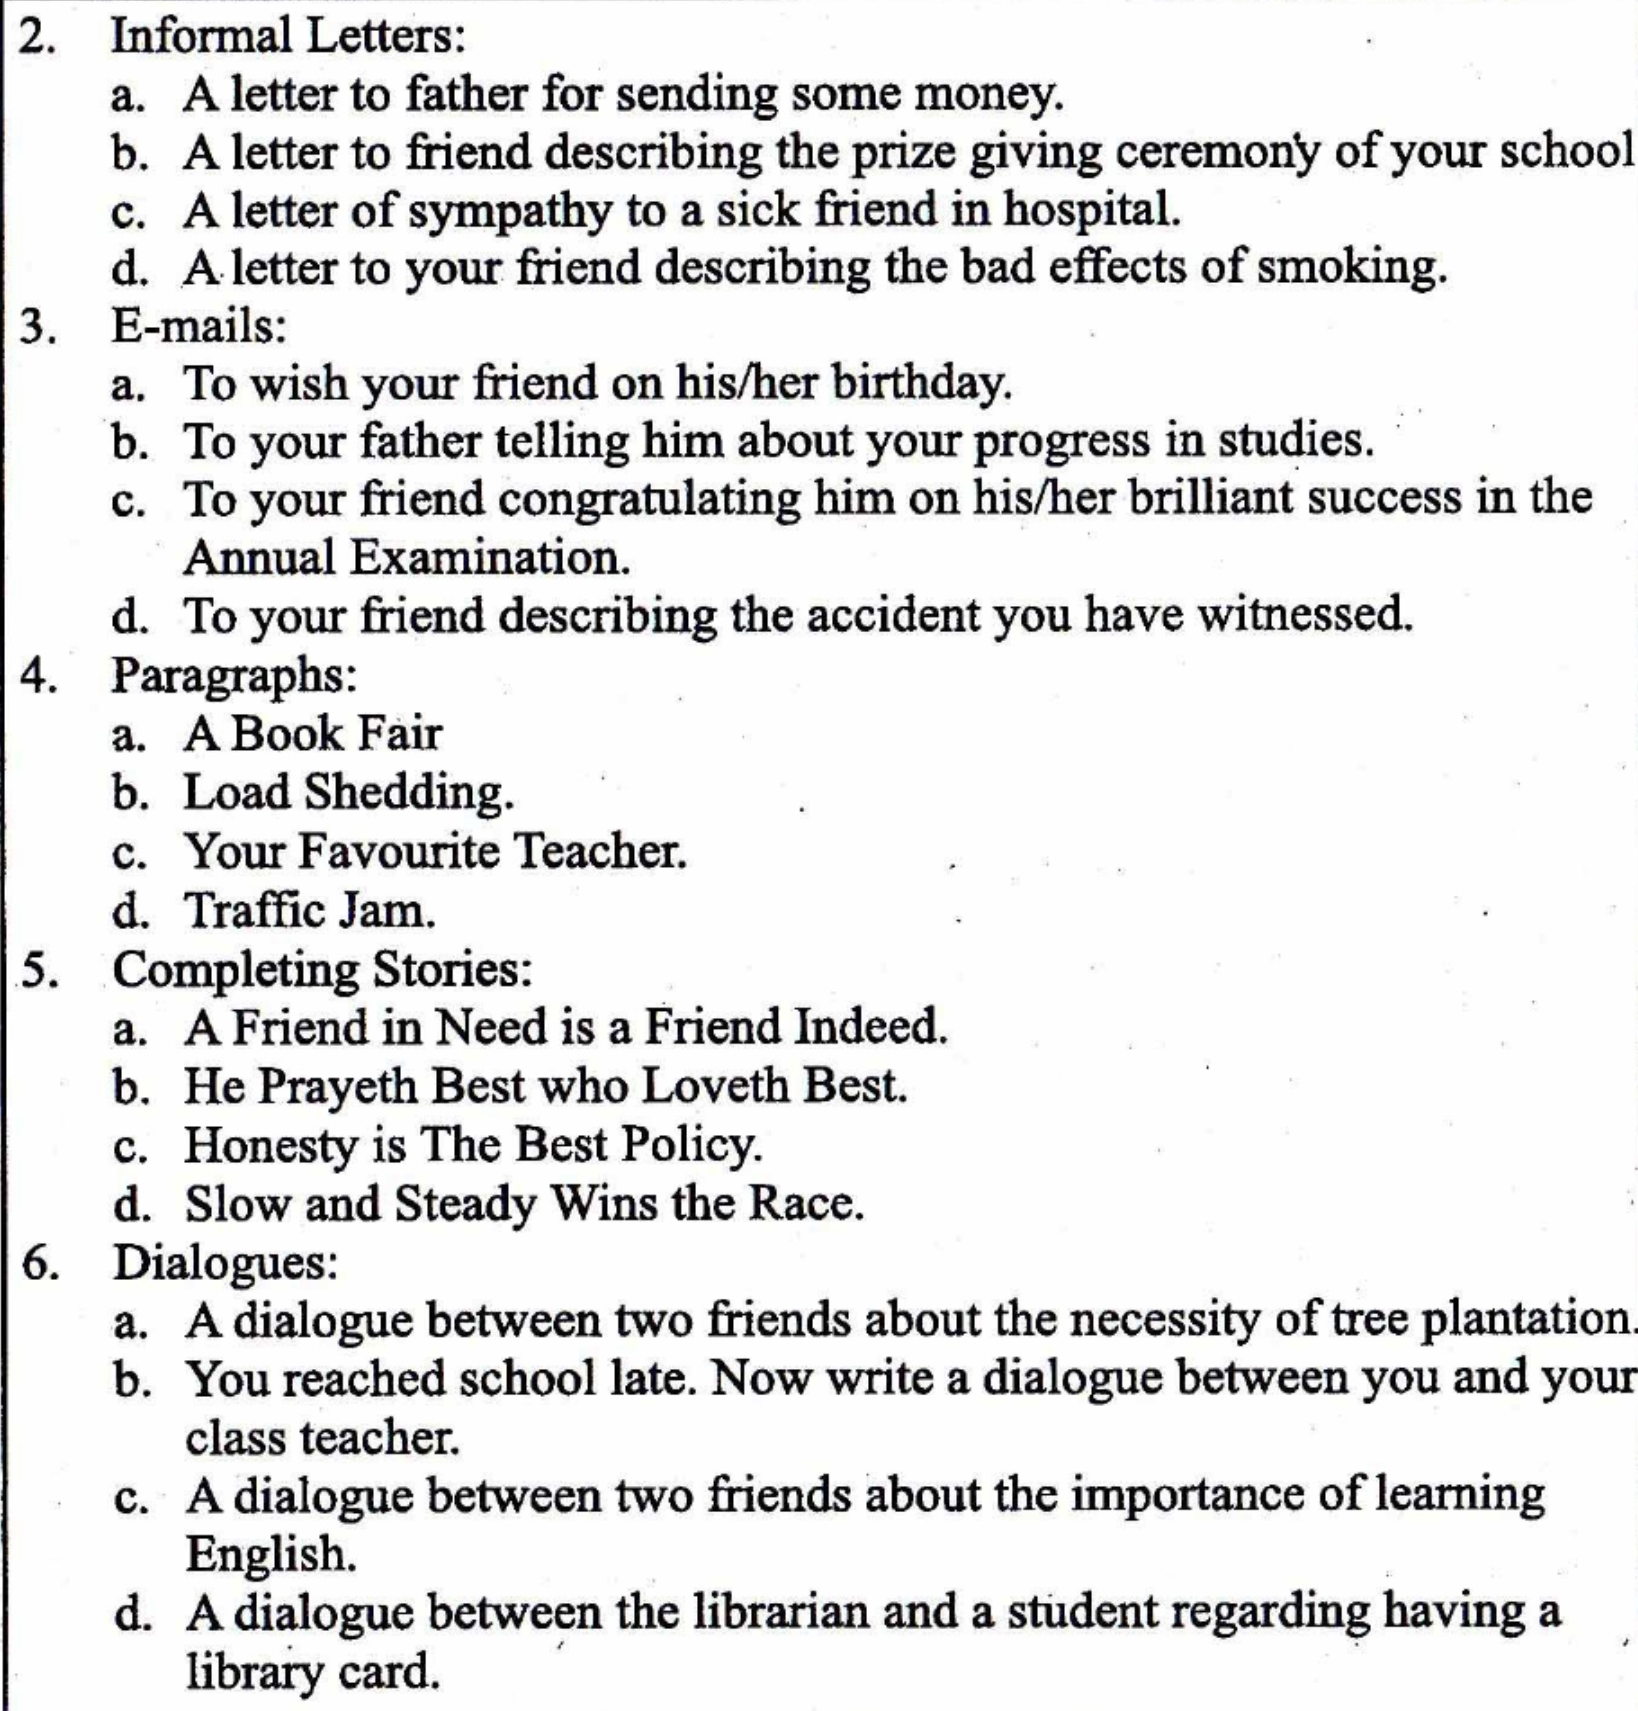 2. Informal Letters:
a. A letter to father for sending some money.
b. A letter to friend describing the prize giving ceremony of your school
c. A letter of sympathy to a sick friend in hospital.
d. A letter to your friend describing the bad effects of smoking.
3. E-mails:
a. To wish your friend on his/her birthday.
b. To your father telling him about your progress in studies.
c. To your friend congratulating him on his/her brilliant success in the
Annual Examination.
d. To your friend describing the accident you have witnessed.
4. Paragraphs:
a. A Book Fair
b. Load Shedding.
c. Your Favourite Teacher.
d. Traffic Jam.
5. Completing Stories:
a. A Friend in Need is a Friend Indeed.
b. He Prayeth Best who Loveth Best.
c. Honesty is The Best Policy.
d. Slow and Steady Wins the Race.
6. Dialogues:
a. A dialogue between two friends about the necessity of tree plantation.
b. You reached school late. Now write a dialogue between you and your
class teacher.
c. A dialogue between two friends about the importance of learning
English.
d. A dialogue between the librarian and a student regarding having a
library card.